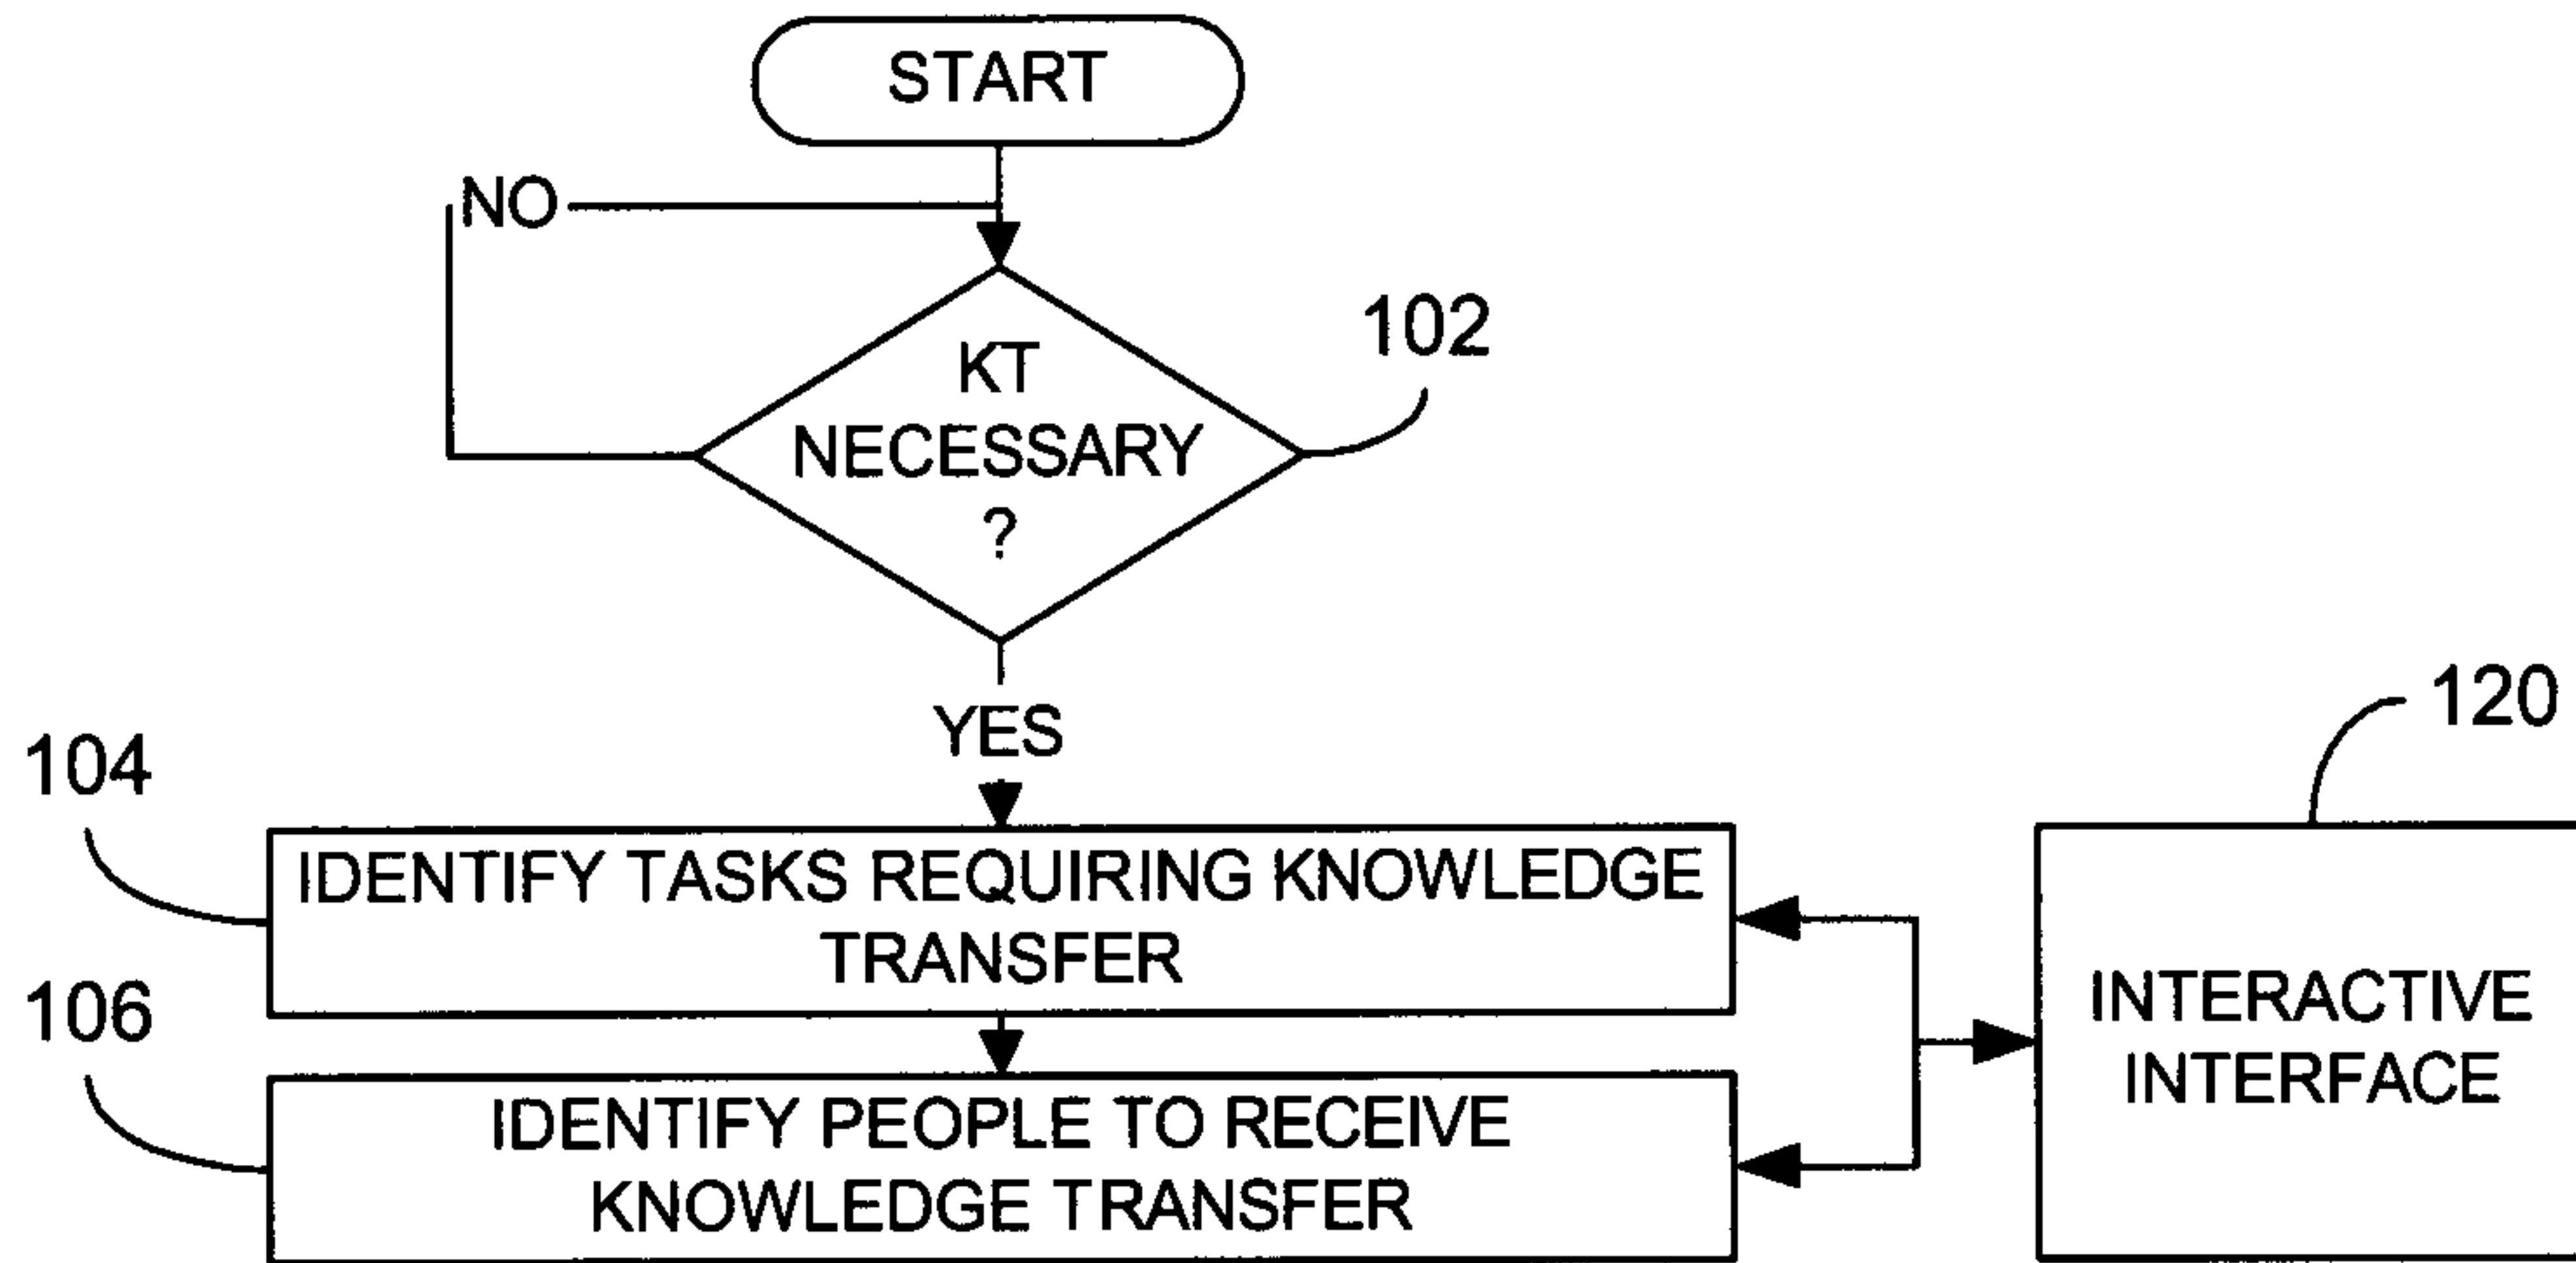 START
NO
102
KT
NECESSARY
?
YES
120
104
IDENTIFY TASKS REQUIRING KNOWLEDGE
TRANSFER
106
IDENTIFY PEOPLE TO RECEIVE
KNOWLEDGE TRANSFER
INTERACTIVE
INTERFACE